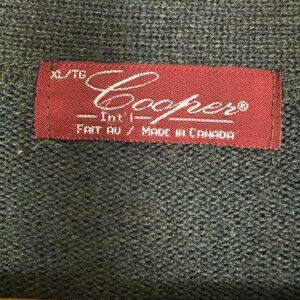 XL/TG
Cooper®
Int'l
FAIT AU / MADE IN CANADA